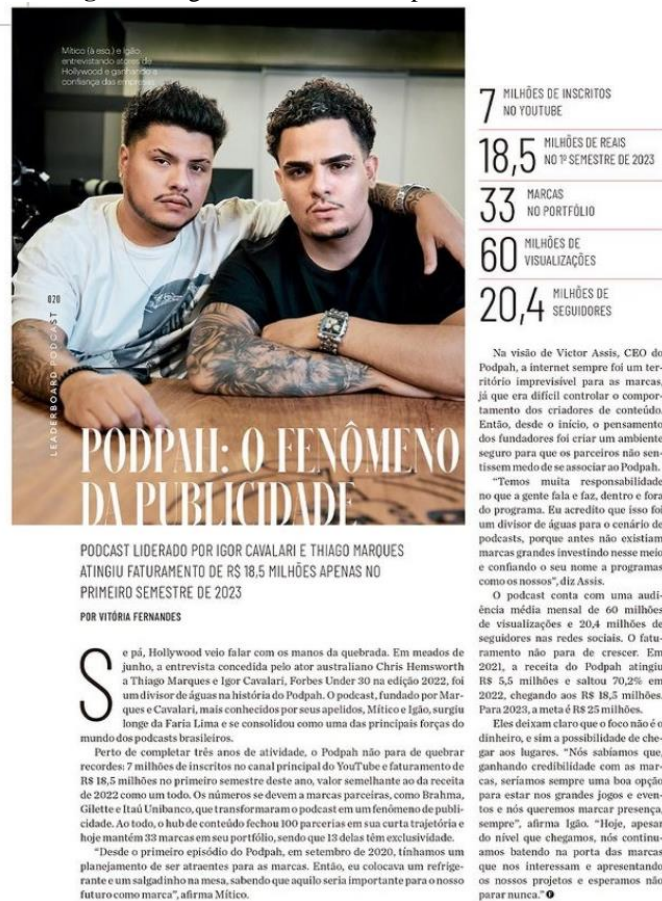 Mítico (à esq.) e Igão:
entrevistando atores de
Hollywood e ganhando a
confiança das empresas
020
LEADERBOARD PODCAST
PODPAH: O FENÔMENO
DA PUBLICIDADE
PODCAST LIDERADO POR IGOR CAVALARI E THIAGO MARQUES
ATINGIU FATURAMENTO DE R$ 18,5 MILHÕES APENAS NO
PRIMEIRO SEMESTRE DE 2023
POR VITÓRIA FERNANDES
Se pá, Hollywood veio falar com os manos da quebrada. Em meados de
junho, a entrevista concedida pelo ator australiano Chris Hemsworth
a Thiago Marques e Igor Cavalari, Forbes Under 30 na edição 2022, foi
um divisor de águas na história do Podpah. O podcast, fundado por Mar-
ques e Cavalari, mais conhecidos por seus apelidos, Mítico e Igão, surgiu
longe da Faria Lima e se consolidou como uma das principais forças do
mundo dos podcasts brasileiros.
Perto de completar três anos de atividade, o Podpah não para de quebrar
recordes: 7 milhões de inscritos no canal principal do YouTube e faturamento de
R$ 18,5 milhões no primeiro semestre deste ano, valor semelhante ao da receita
de 2022 como um todo. Os números se devem a marcas parceiras, como Brahma,
Gilette e Itaú Unibanco, que transformaram o podcast em um fenômeno de publi-
cidade. Ao todo, o hub de conteúdo fechou 100 parcerias em sua curta trajetória e
hoje mantém 33 marcas em seu portfólio, sendo que 13 delas têm exclusividade.
"Desde o primeiro episódio do Podpah, em setembro de 2020, tínhamos um
planejamento de ser atraentes para as marcas. Então, eu colocava um refrige-
rante e um salgadinho na mesa, sabendo que aquilo seria importante para o nosso
futuro como marca", afirma Mítico.
7 MILHÕES DE INSCRITOS
NO YOUTUBE
18,5 MILHÕES DE REAIS
NO 1º SEMESTRE DE 2023
33 MARCAS
NO PORTFÓLIO
60 MILHÕES DE
VISUALIZAÇÕES
20,4 MILHÕES DE
SEGUIDORES
Na visão de Victor Assis, CEO do
Podpah, a internet sempre foi um ter-
ritório imprevisível para as marcas,
já que era difícil controlar o compor-
tamento dos criadores de conteúdo.
Então, desde o início, o pensamento
dos fundadores foi criar um ambiente
seguro para que os parceiros não sen-
tissem medo de se associar ao Podpah.
"Temos muita responsabilidade
no que a gente fala e faz, dentro e fora
do programa. Eu acredito que isso foi
um divisor de águas para o cenário de
podcasts, porque antes não existiam
marcas grandes investindo nesse meio
e confiando o seu nome a programas
como os nossos", diz Assis.
O podcast conta com uma audi-
ência média mensal de 60 milhões
de visualizações e 20,4 milhões de
seguidores nas redes sociais. O fatu-
ramento não para de crescer. Em
2021, a receita do Podpah atingiu
R$ 5,5 milhões e saltou 70,2% em
2022, chegando aos R$ 18,5 milhões.
Para 2023, a meta é R$ 25 milhões.
Eles deixam claro que o foco não é o
dinheiro, e sim a possibilidade de che-
gar aos lugares. "Nós sabíamos que,
ganhando credibilidade com as mar-
cas, seríamos sempre uma boa opção
para estar nos grandes jogos e even-
tos e nós queremos marcar presença,
sempre", afirma Igão. "Hoje, apesar
do nível que chegamos, nós continu-
amos batendo na porta das marcas
que nos interessam e apresentando
os nossos projetos e esperamos não
parar nunca."